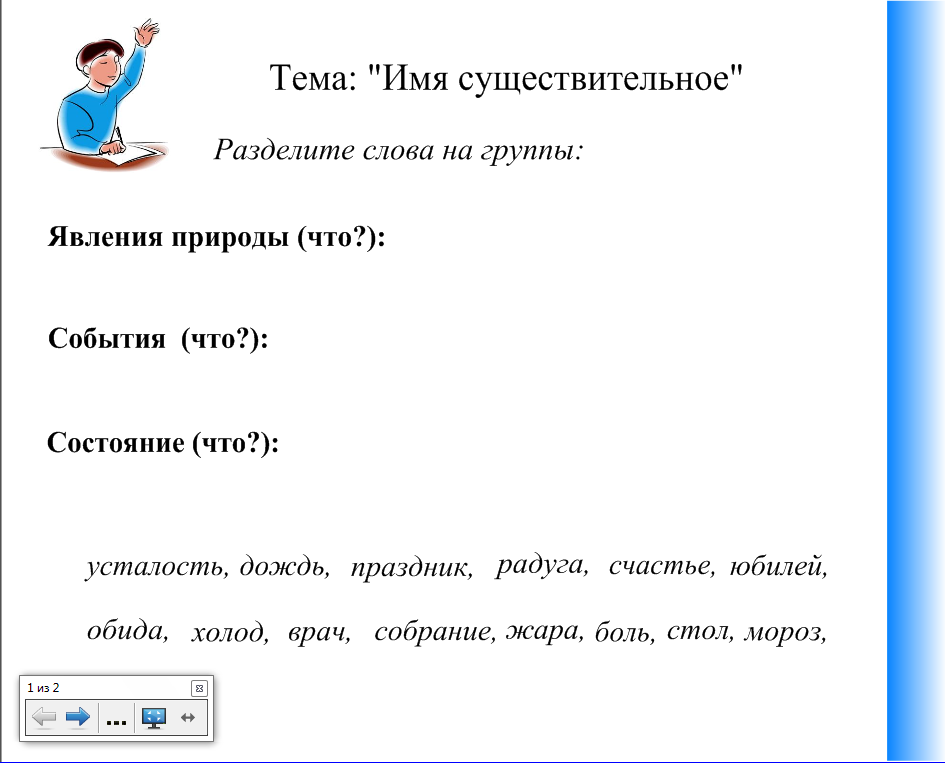 Тема: "Имя существительное"
Разделите слова на группы:
Явления природы (что?):
События (что?):
Состояние (что?):
усталость, дождь, праздник, радуга, счастье, юбилей,
обида, холод, врач, собрание, жара, боль, стол, мороз,
1 из 2
...